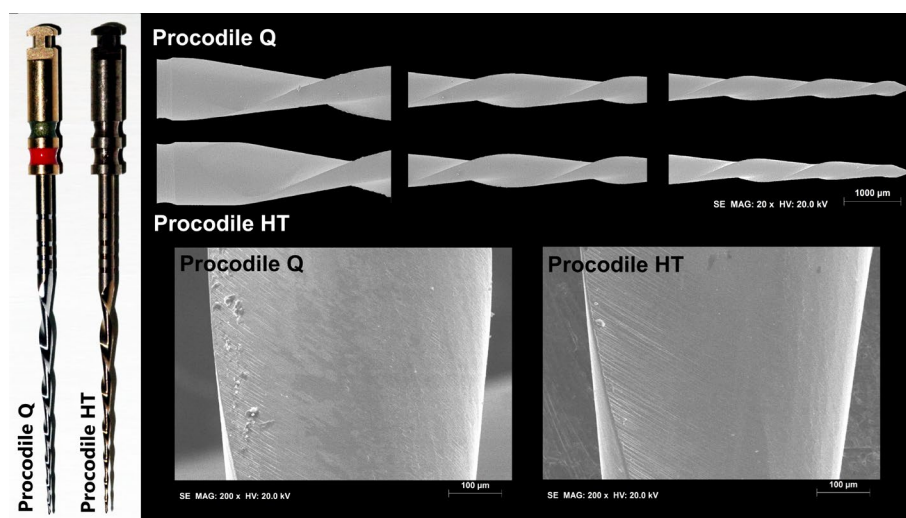 Procodile Q
Procodile HT
Procodile Q
SE MAG: 20 x HV: 20.0 kV
1000 µm
Procodile HT
Procodile Q
SE MAG: 200 x HV: 20.0 kV
100 µm
Procodile HT
SE MAG: 200 x HV: 20.0 kV
100 µm